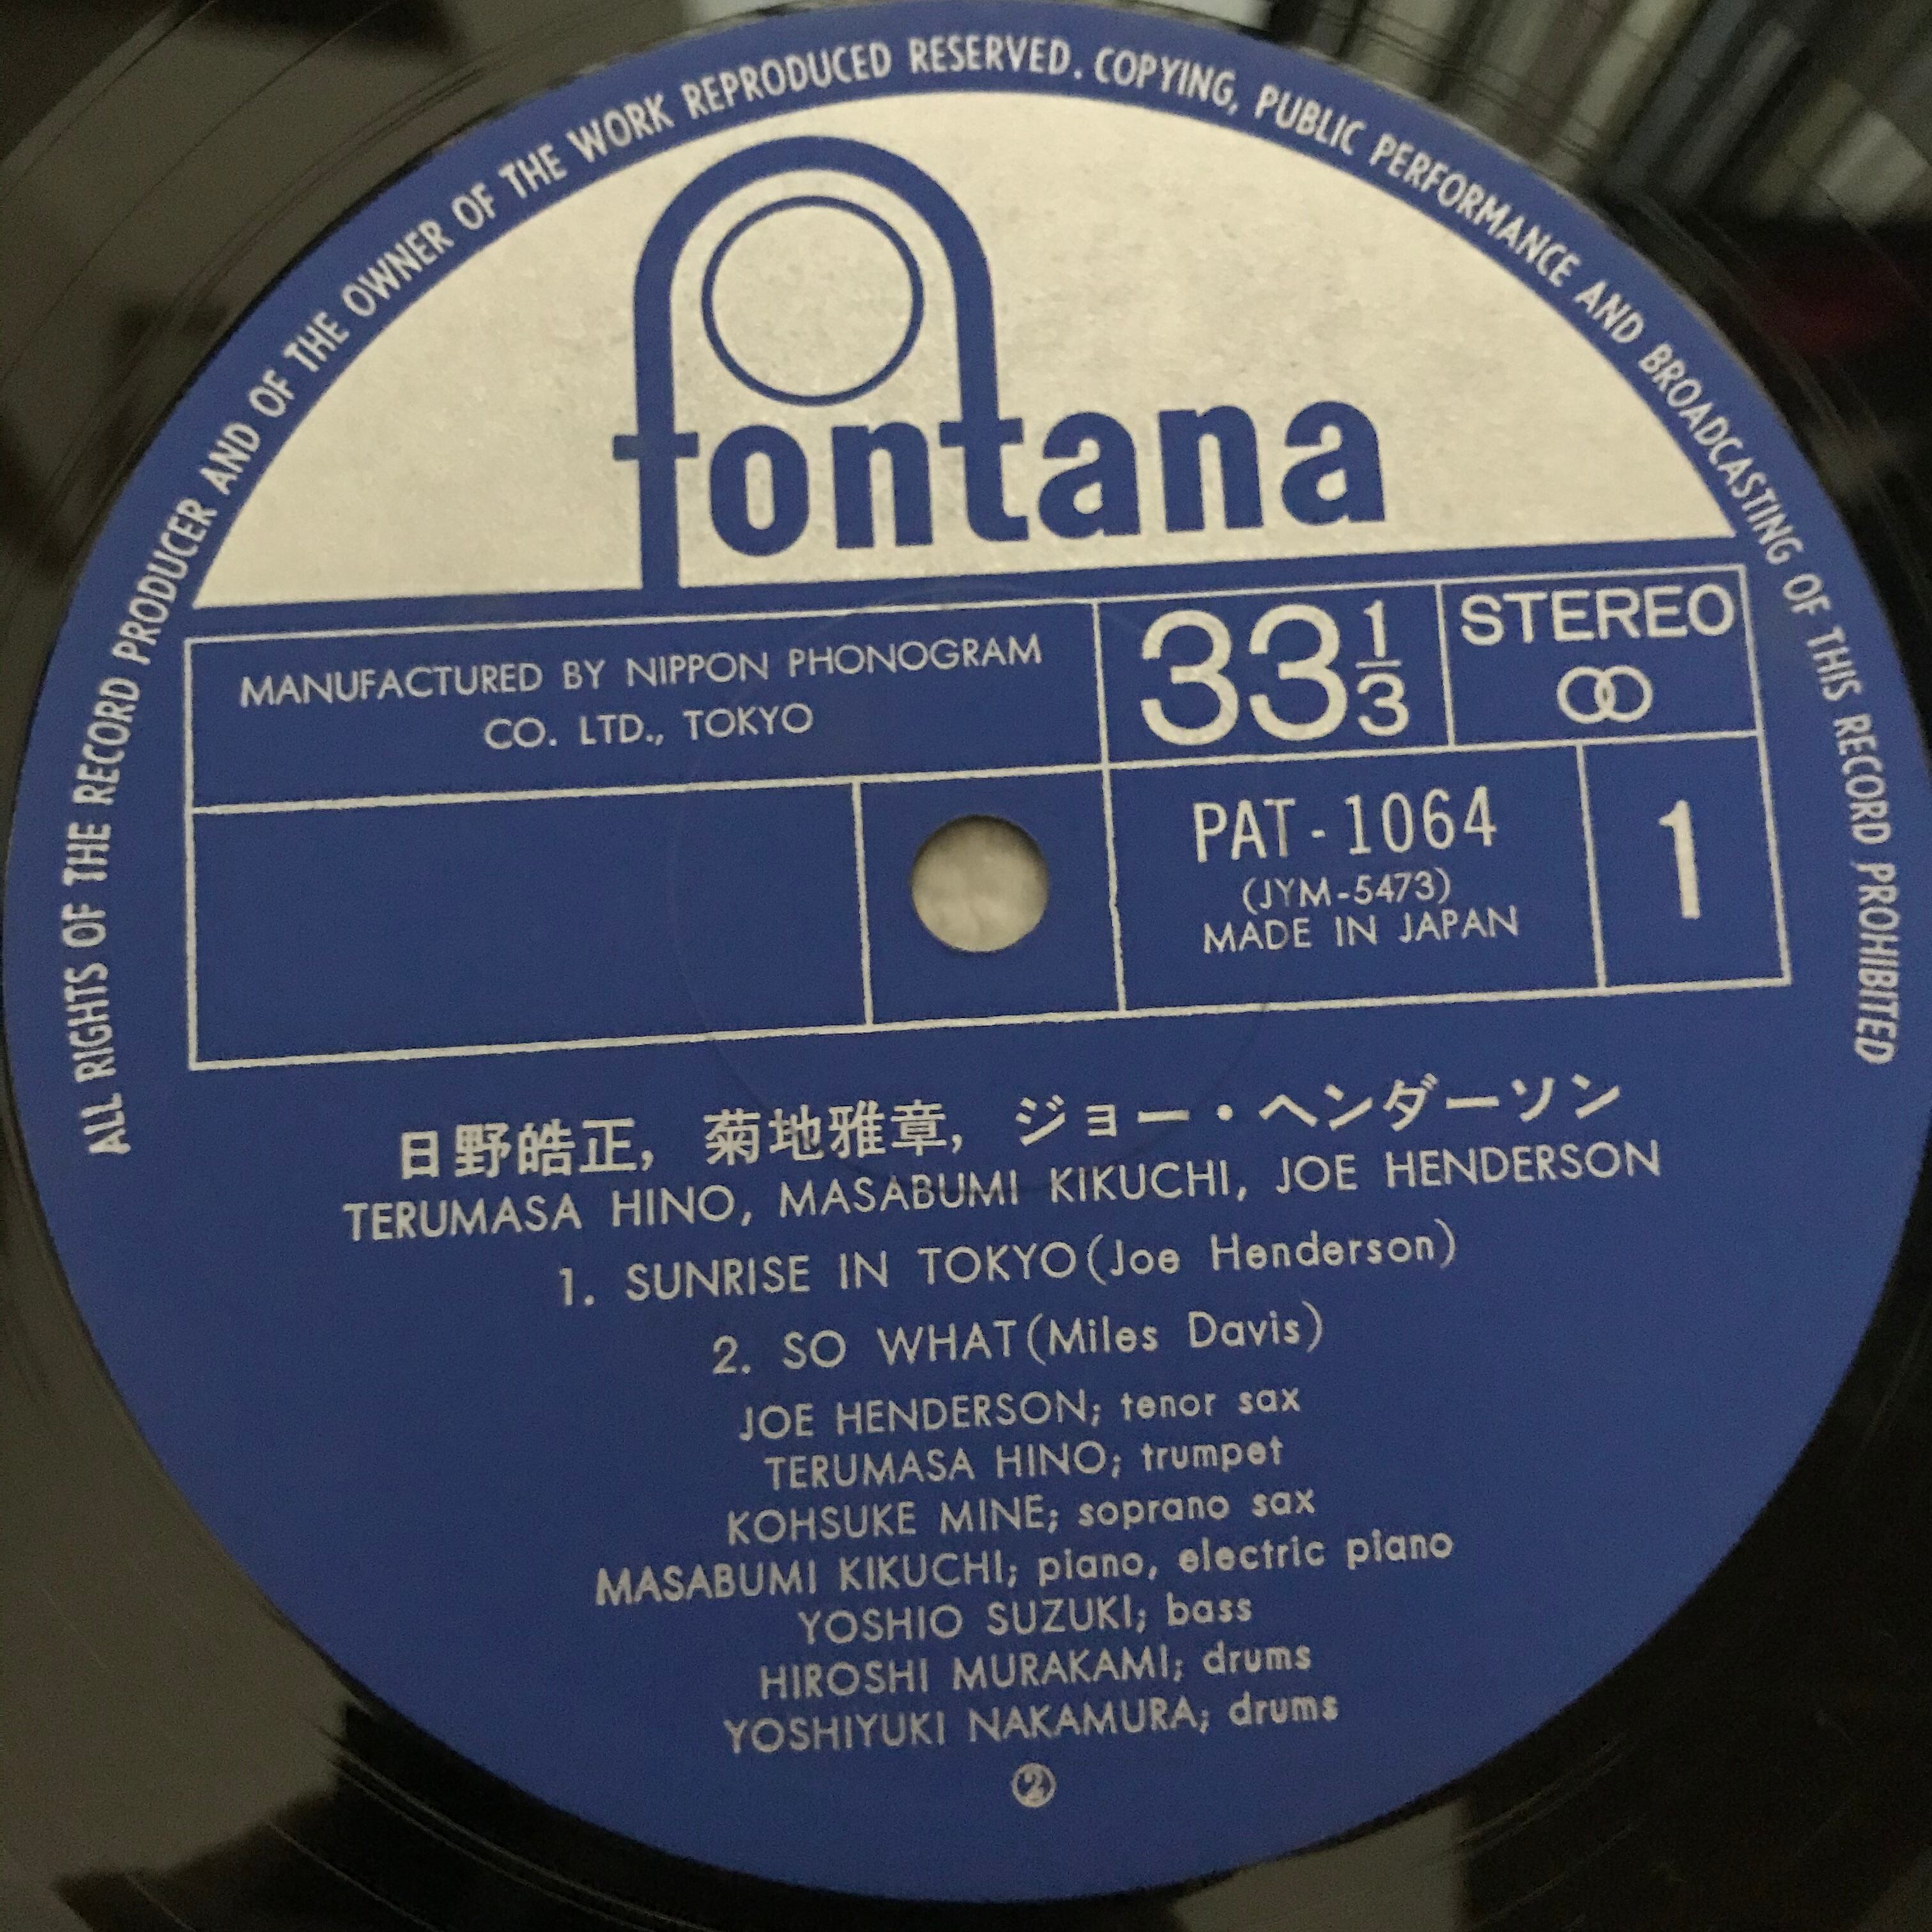 ALL RIGHTS OF THE RECORD PRODUCER AND OF THE OWNER OF THE WORK REPRODUCED RESERVED. COPYING, PUBLIC PERFORMANCE AND BROADCASTING OF THIS RECORD PROHIBITED
fontana
MANUFACTURED BY NIPPON PHONOGRAM
CO. LTD., TOKYO
33 1/3
STEREO
PAT-1064
(JYM-5473)
MADE IN JAPAN
1
日野皓正, 菊地雅章, ジョー・ヘンダーソン
TERUMASA HINO, MASABUMI KIKUCHI, JOE HENDERSON
1. SUNRISE IN TOKYO(Joe Henderson)
2. SO WHAT(Miles Davis)
JOE HENDERSON; tenor sax
TERUMASA HINO; trumpet
KOHSUKE MINE; soprano sax
MASABUMI KIKUCHI; piano, electric piano
YOSHIO SUZUKI; bass
HIROSHI MURAKAMI; drums
YOSHIYUKI NAKAMURA; drums
②